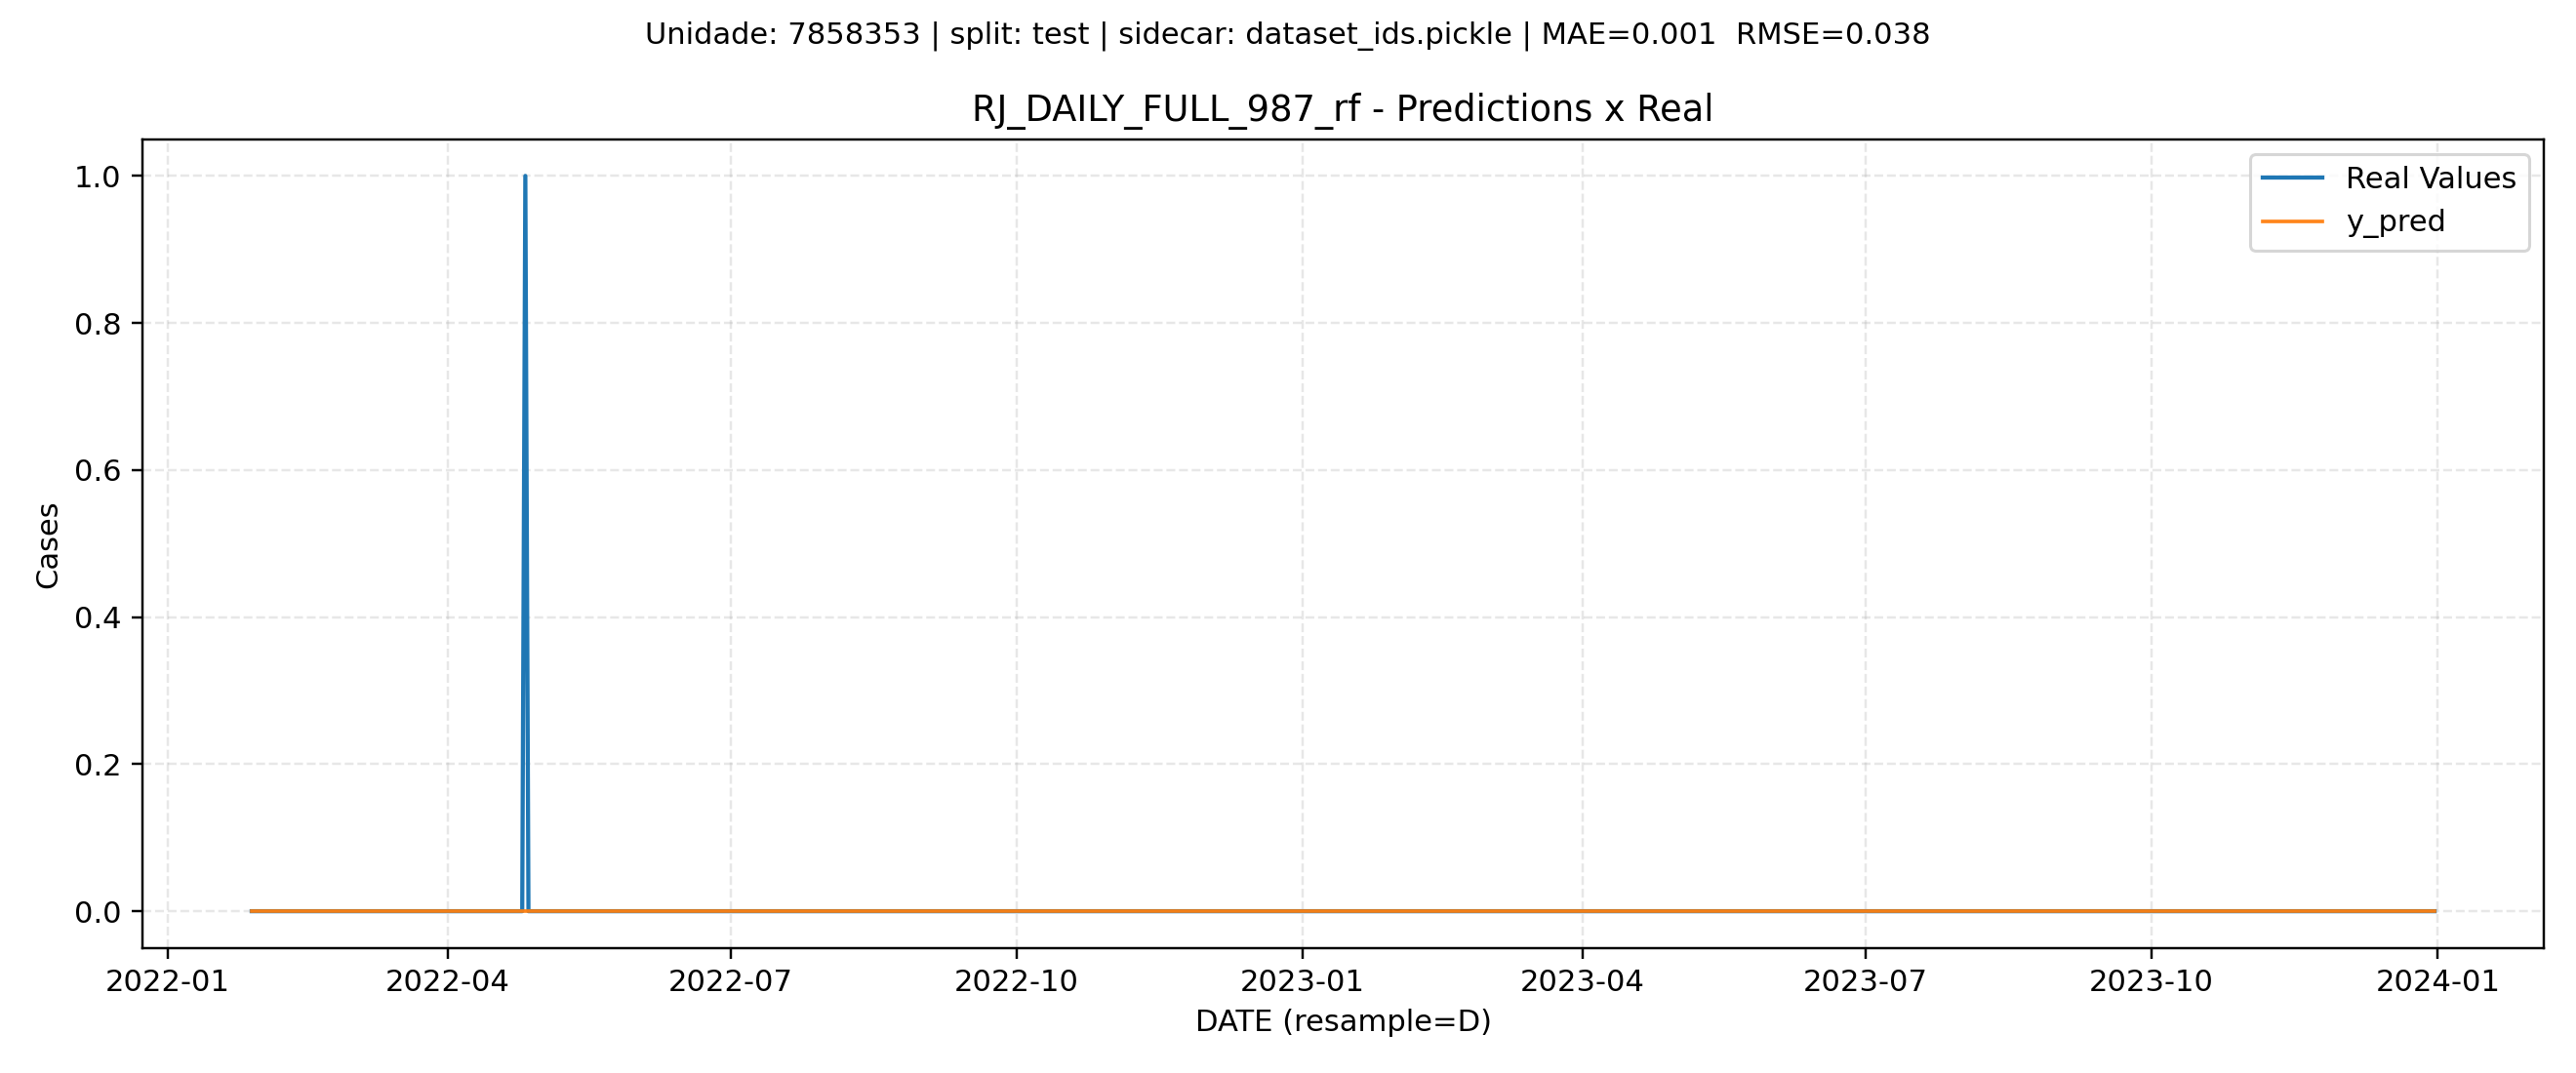 Unidade: 7858353 | split: test | sidecar: dataset_ids.pickle | MAE=0.001  RMSE=0.038
RJ_DAILY_FULL_987_rf - Predictions x Real
Real Values
y_pred
1.0
0.8
0.6
0.4
0.2
0.0
Cases
2022-01
2022-04
2022-07
2022-10
2023-01
2023-04
2023-07
2023-10
2024-01
DATE (resample=D)